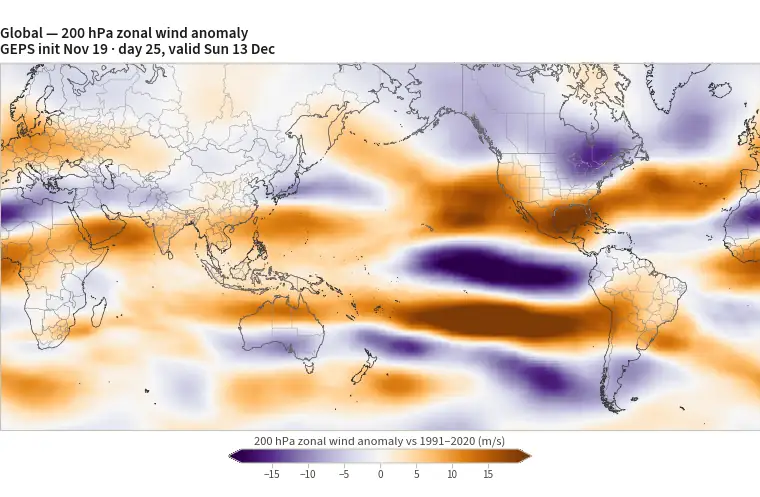 Global — 200 hPa zonal wind anomaly
GEPS init Nov 19 · day 25, valid Sun 13 Dec
200 hPa zonal wind anomaly vs 1991–2020 (m/s)
−15 −10 −5 0 5 10 15